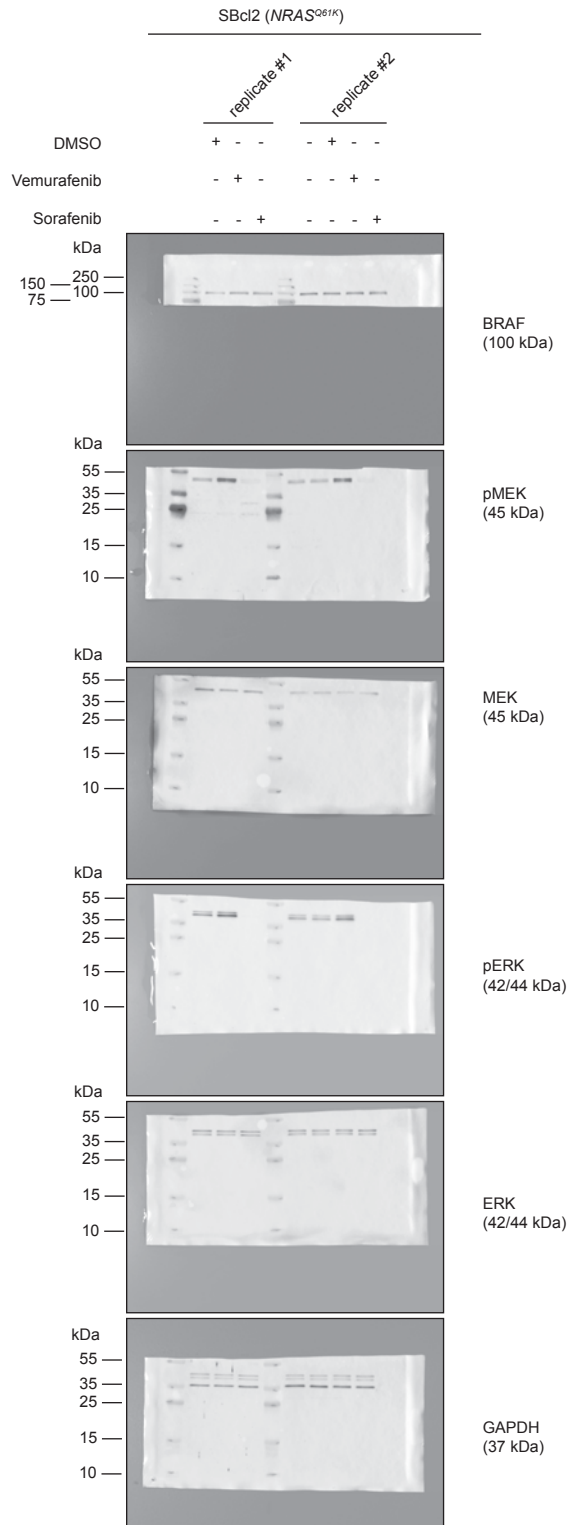 SBcl2 (NRAS^Q61K)
replicate #1 replicate #2
DMSO + - - - + - -
Vemurafenib - + - - - + -
Sorafenib - - + - - - +
kDa
250
150
100
75
BRAF
(100 kDa)
kDa
55
35
25
15
10
pMEK
(45 kDa)
kDa
55
35
25
15
10
MEK
(45 kDa)
kDa
55
35
25
15
10
pERK
(42/44 kDa)
kDa
55
35
25
15
10
ERK
(42/44 kDa)
kDa
55
35
25
15
10
GAPDH
(37 kDa)